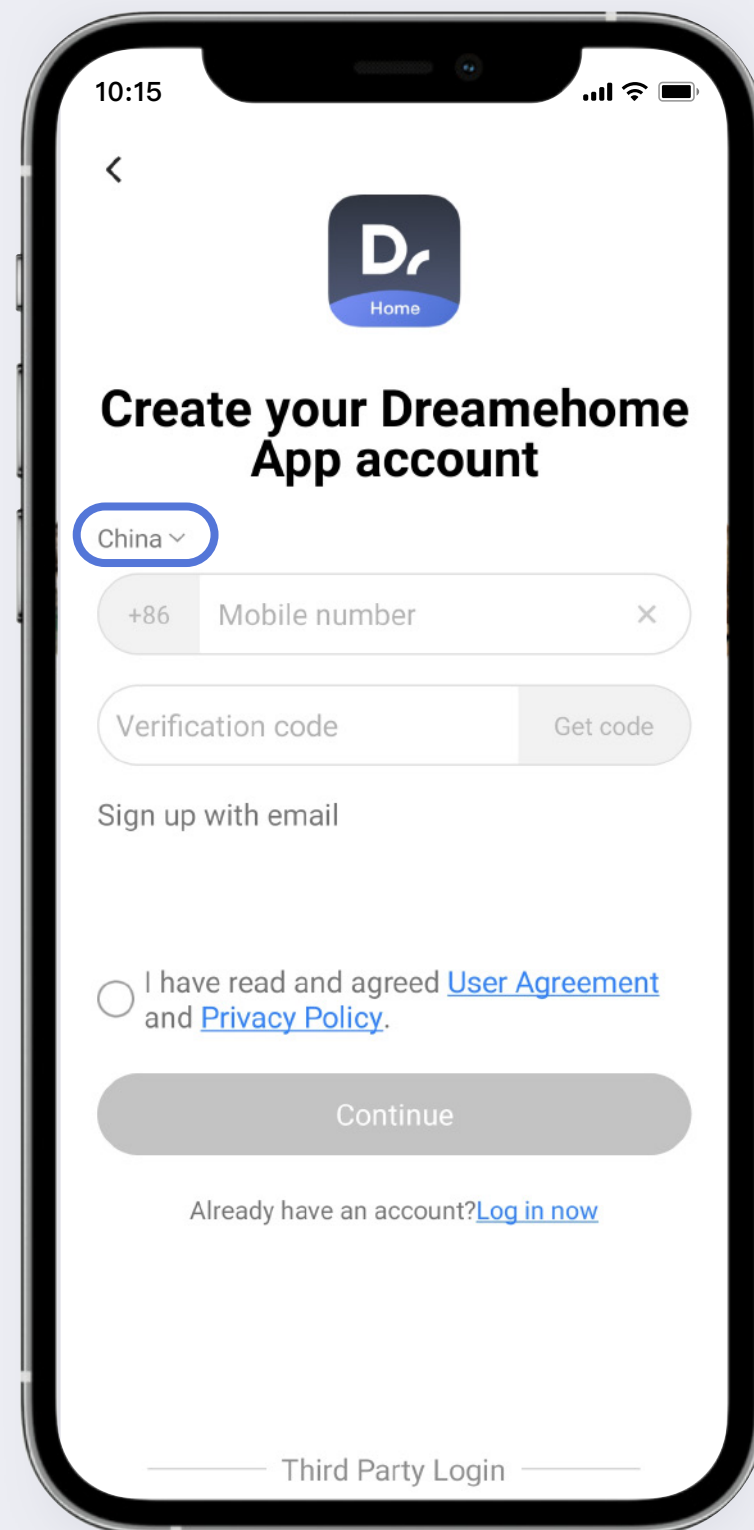 10:15
Dr
Home
Create your Dreamehome
App account
China
+86 Mobile number
Verification code Get code
Sign up with email
I have read and agreed User Agreement
and Privacy Policy.
Continue
Already have an account?Log in now
Third Party Login